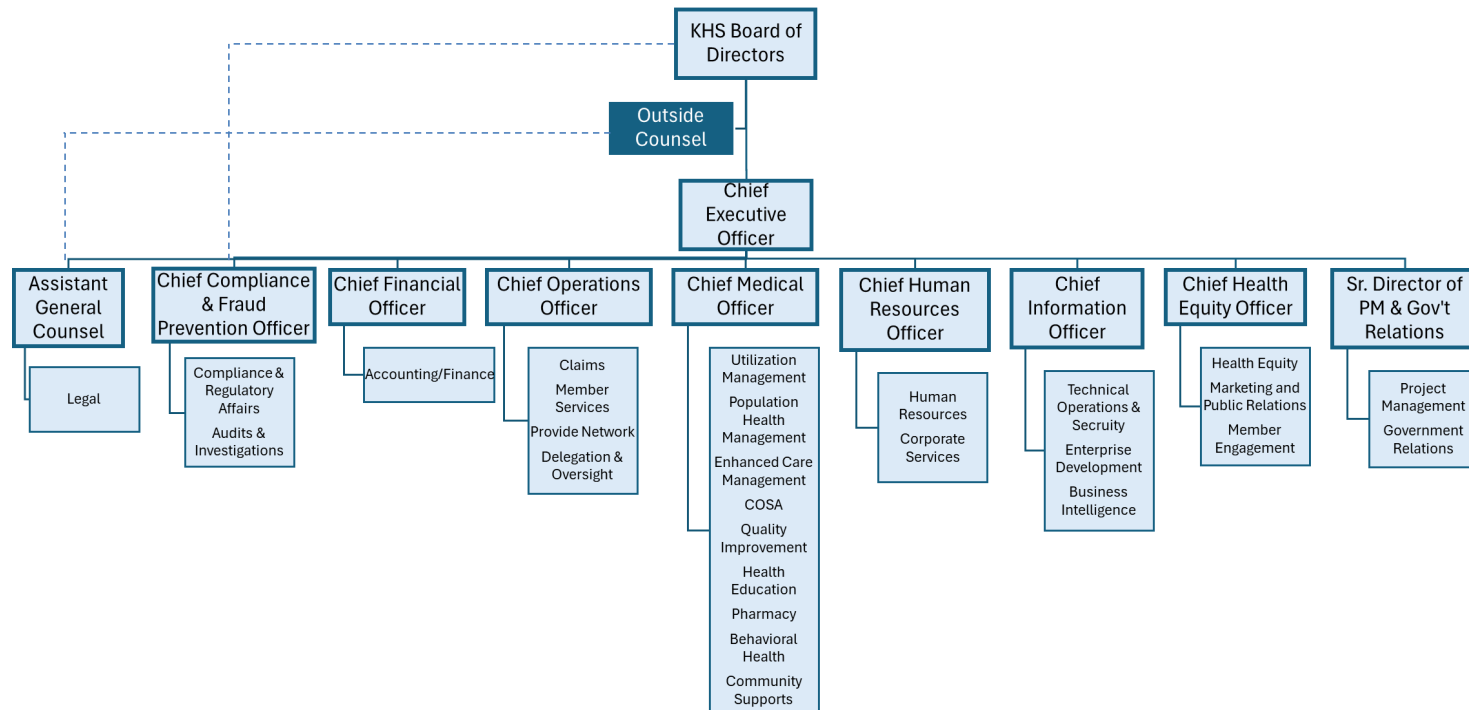 KHS Board of
Directors
Outside
Counsel
Chief
Executive
Officer
Assistant
General
Counsel
Chief Compliance
& Fraud
Prevention Officer
Chief Financial
Officer
Chief Operations
Officer
Chief Medical
Officer
Chief Human
Resources
Officer
Chief
Information
Officer
Chief Health
Equity Officer
Sr. Director of
PM & Gov't
Relations
Legal
Compliance &
Regulatory
Affairs
Audits &
Investigations
Accounting/Finance
Claims
Member
Services
Provide Network
Delegation &
Oversight
Utilization
Management
Population
Health
Management
Enhanced Care
Management
COSA
Quality
Improvement
Health
Education
Pharmacy
Behavioral
Health
Community
Supports
Human
Resources
Corporate
Services
Technical
Operations &
Secruity
Enterprise
Development
Business
Intelligence
Health Equity
Marketing and
Public Relations
Member
Engagement
Project
Management
Government
Relations